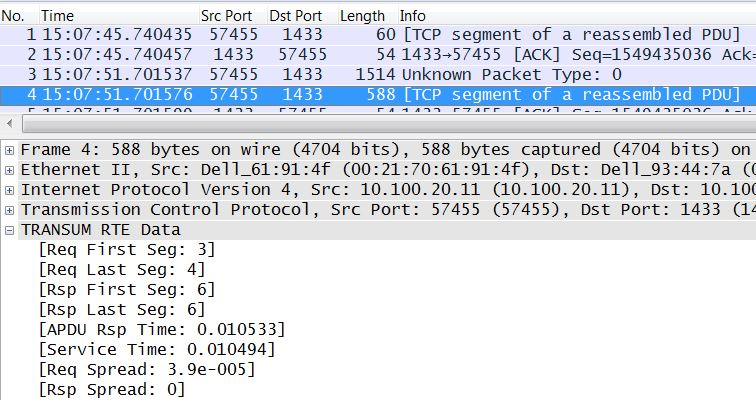 No. Time Src Port Dst Port Length Info
1 15:07:45.740435 57455 1433 60 [TCP segment of a reassembled PDU]
2 15:07:45.740457 1433 57455 54 1433→57455 [ACK] Seq=1549435036 Ack=
3 15:07:51.701537 57455 1433 1514 Unknown Packet Type: 0
4 15:07:51.701576 57455 1433 588 [TCP segment of a reassembled PDU]
Frame 4: 588 bytes on wire (4704 bits), 588 bytes captured (4704 bits) on
Ethernet II, Src: Dell_61:91:4f (00:21:70:61:91:4f), Dst: Dell_93:44:7a (0
Internet Protocol Version 4, Src: 10.100.20.11 (10.100.20.11), Dst: 10.100
Transmission Control Protocol, Src Port: 57455 (57455), Dst Port: 1433 (14
TRANSUM RTE Data
[Req First Seg: 3]
[Req Last Seg: 4]
[Rsp First Seg: 6]
[Rsp Last Seg: 6]
[APDU Rsp Time: 0.010533]
[Service Time: 0.010494]
[Req Spread: 3.9e-005]
[Rsp Spread: 0]